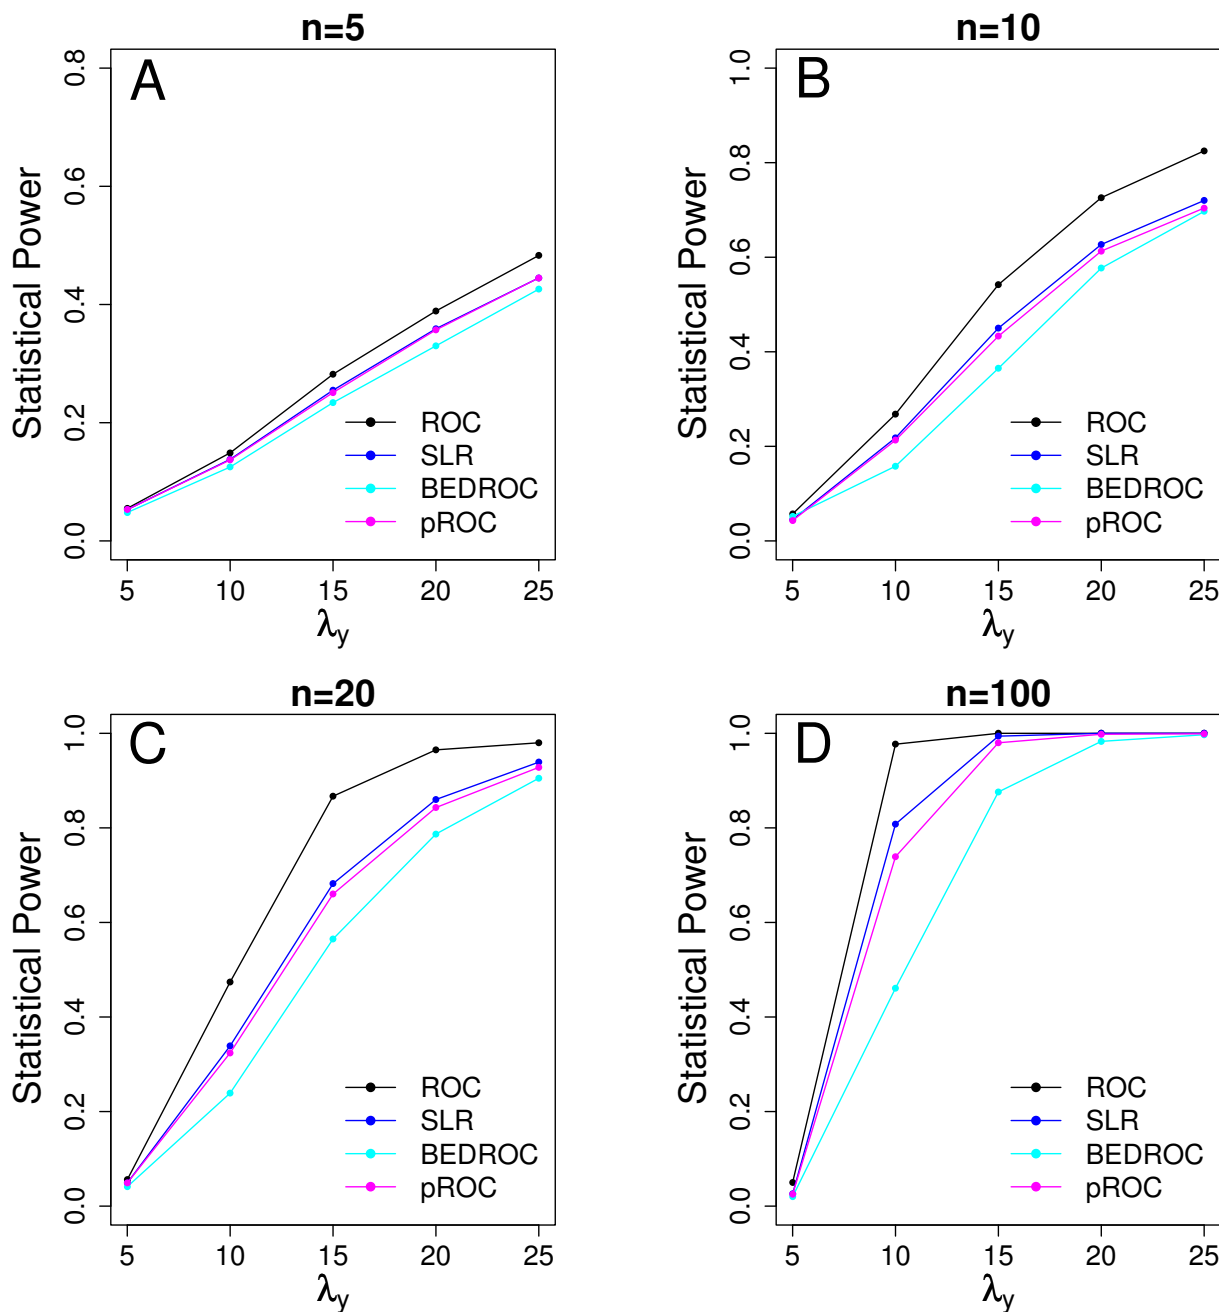 n=5
A
Statistical Power
0.0 0.2 0.4 0.6 0.8
ROC
SLR
BEDROC
pROC
5 10 15 20 25
λy
n=10
B
Statistical Power
0.0 0.2 0.4 0.6 0.8 1.0
ROC
SLR
BEDROC
pROC
5 10 15 20 25
λy
n=20
C
Statistical Power
0.0 0.2 0.4 0.6 0.8 1.0
ROC
SLR
BEDROC
pROC
5 10 15 20 25
λy
n=100
D
Statistical Power
0.0 0.2 0.4 0.6 0.8 1.0
ROC
SLR
BEDROC
pROC
5 10 15 20 25
λy